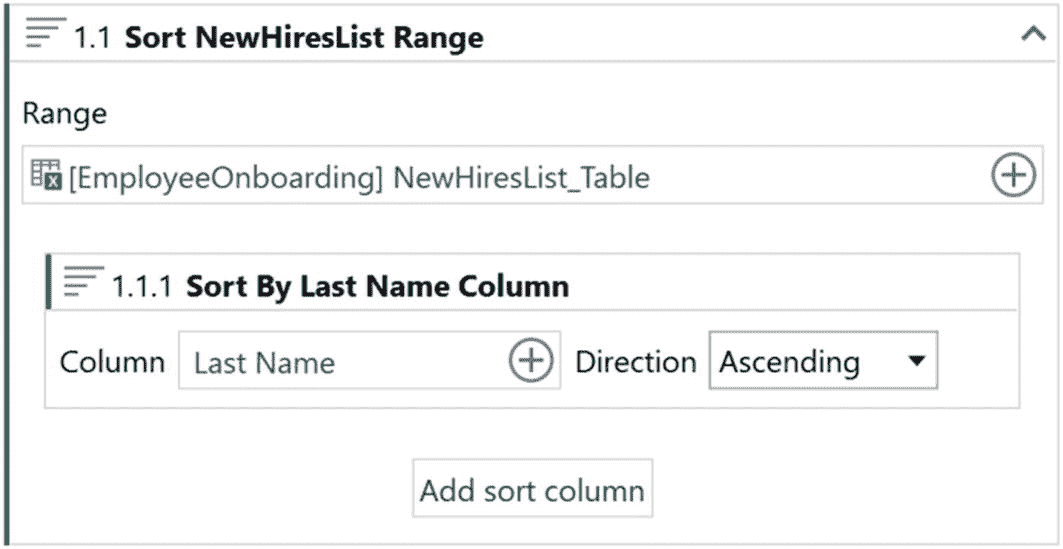 1.1 Sort NewHiresList Range
Range
[EmployeeOnboarding] NewHiresList_Table
1.1.1 Sort By Last Name Column
Column Last Name Direction Ascending
Add sort column